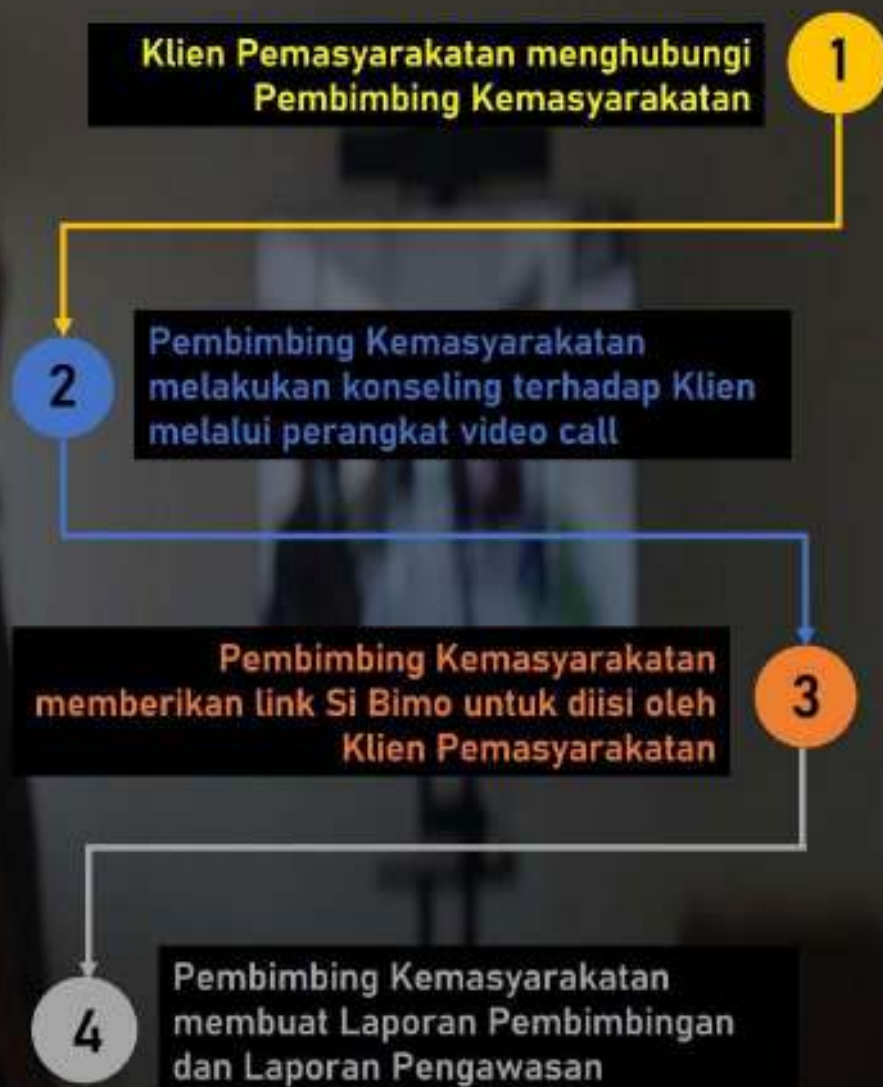 Klien Pemasyarakatan menghubungi
Pembimbing Kemasyarakatan
1
2
Pembimbing Kemasyarakatan
melakukan konseling terhadap Klien
melalui perangkat video call
Pembimbing Kemasyarakatan
memberikan link Si Bimo untuk diisi oleh
Klien Pemasyarakatan
3
4
Pembimbing Kemasyarakatan
membuat Laporan Pembimbingan
dan Laporan Pengawasan